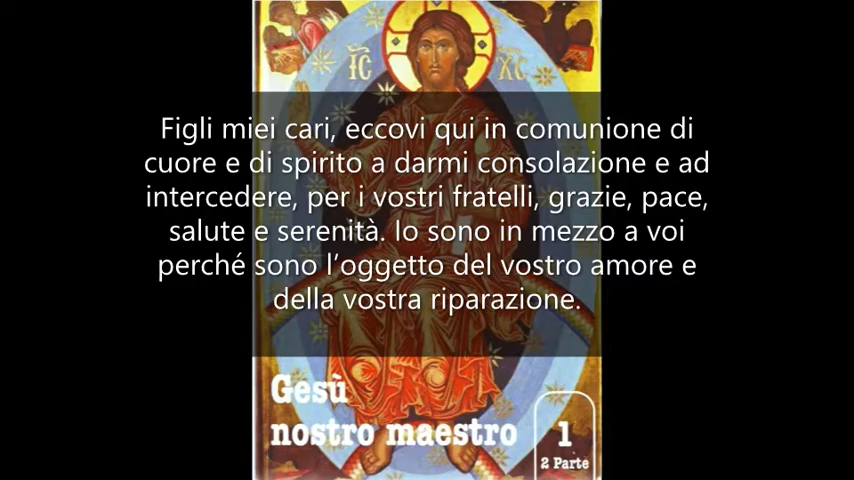 IC XC
Figli miei cari, eccovi qui in comunione di
cuore e di spirito a darmi consolazione e ad
intercedere, per i vostri fratelli, grazie, pace,
salute e serenità. Io sono in mezzo a voi
perché sono l’oggetto del vostro amore e
della vostra riparazione.
Gesù
nostro maestro
1
2 Parte